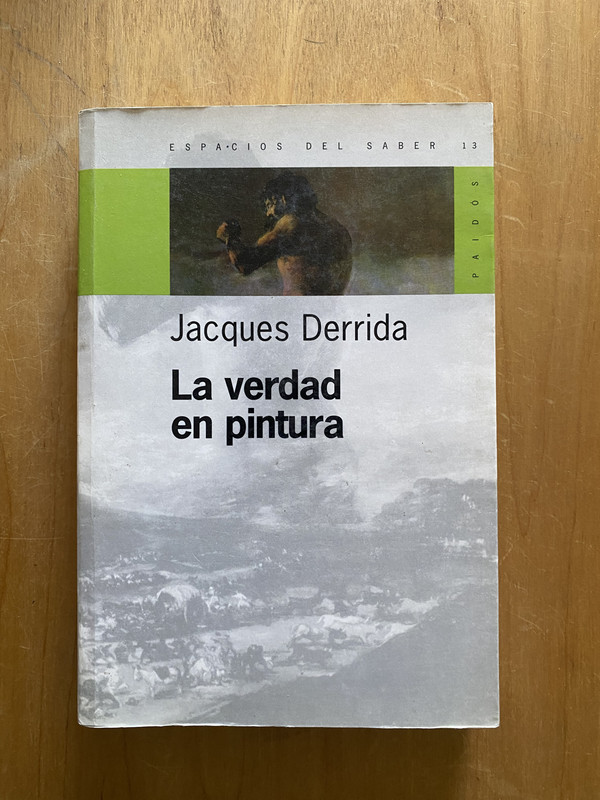 ESPA•CIOS DEL SABER 13
PAIDÓS
Jacques Derrida
La verdad
en pintura